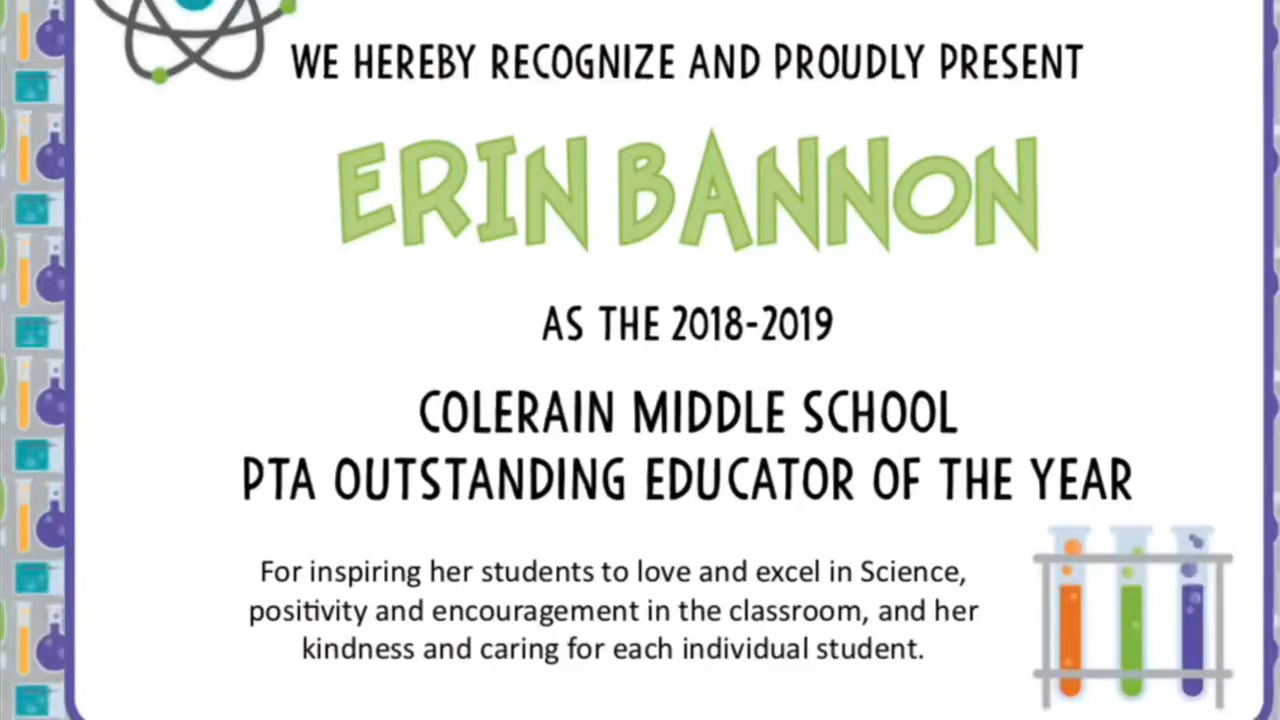 WE HEREBY RECOGNIZE AND PROUDLY PRESENT
ERIN BANNON
AS THE 2018-2019
COLERAIN MIDDLE SCHOOL
PTA OUTSTANDING EDUCATOR OF THE YEAR
For inspiring her students to love and excel in Science,
positivity and encouragement in the classroom, and her
kindness and caring for each individual student.